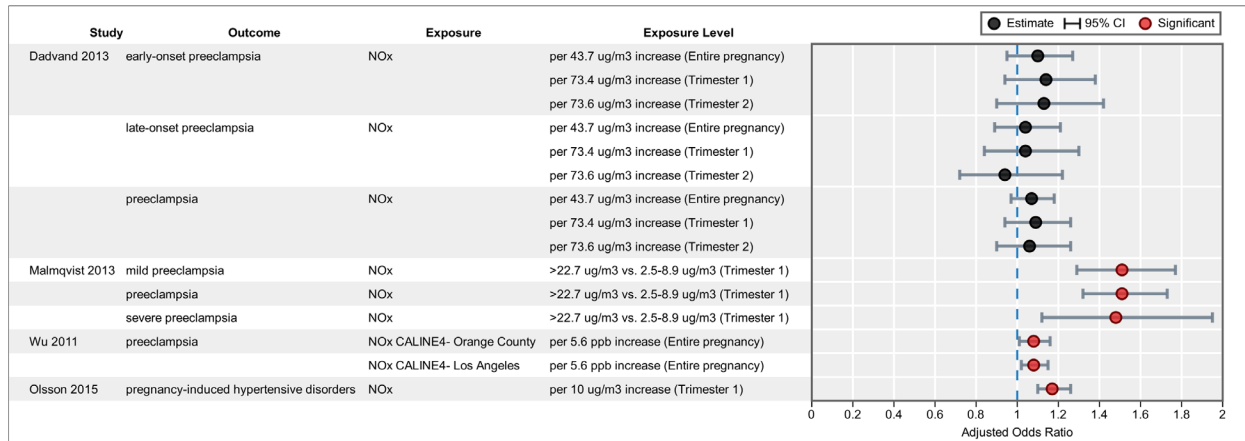 Estimate 95% CI Significant
Study Outcome Exposure Exposure Level
Dadvand 2013 early-onset preeclampsia NOx per 43.7 ug/m3 increase (Entire pregnancy)
per 73.4 ug/m3 increase (Trimester 1)
per 73.6 ug/m3 increase (Trimester 2)
late-onset preeclampsia NOx per 43.7 ug/m3 increase (Entire pregnancy)
per 73.4 ug/m3 increase (Trimester 1)
per 73.6 ug/m3 increase (Trimester 2)
preeclampsia NOx per 43.7 ug/m3 increase (Entire pregnancy)
per 73.4 ug/m3 increase (Trimester 1)
per 73.6 ug/m3 increase (Trimester 2)
Malmqvist 2013 mild preeclampsia NOx >22.7 ug/m3 vs. 2.5-8.9 ug/m3 (Trimester 1)
preeclampsia NOx >22.7 ug/m3 vs. 2.5-8.9 ug/m3 (Trimester 1)
severe preeclampsia NOx >22.7 ug/m3 vs. 2.5-8.9 ug/m3 (Trimester 1)
Wu 2011 preeclampsia NOx CALINE4- Orange County per 5.6 ppb increase (Entire pregnancy)
NOx CALINE4- Los Angeles per 5.6 ppb increase (Entire pregnancy)
Olsson 2015 pregnancy-induced hypertensive disorders NOx per 10 ug/m3 increase (Trimester 1)
0 0.2 0.4 0.6 0.8 1 1.2 1.4 1.6 1.8 2
Adjusted Odds Ratio